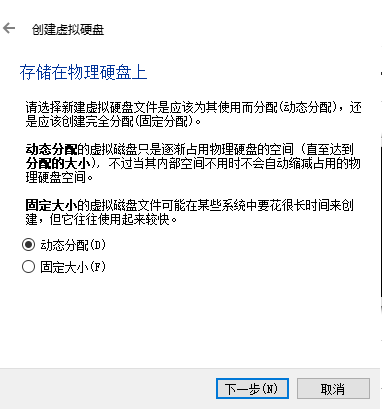 创建虚拟硬盘
存储在物理硬盘上
请选择新建虚拟硬盘文件是应该为其使用而分配(动态分配)，还
是应该创建完全分配(固定分配)。
动态分配的虚拟磁盘只是逐渐占用物理硬盘的空间（直至达到
分配的大小），不过当其内部空间不用时不会自动缩减占用的物
理硬盘空间。
固定大小的虚拟磁盘文件可能在某些系统中要花很长时间来创
建，但它往往使用起来较快。
动态分配(D)
固定大小(F)
下一步(N)
取消